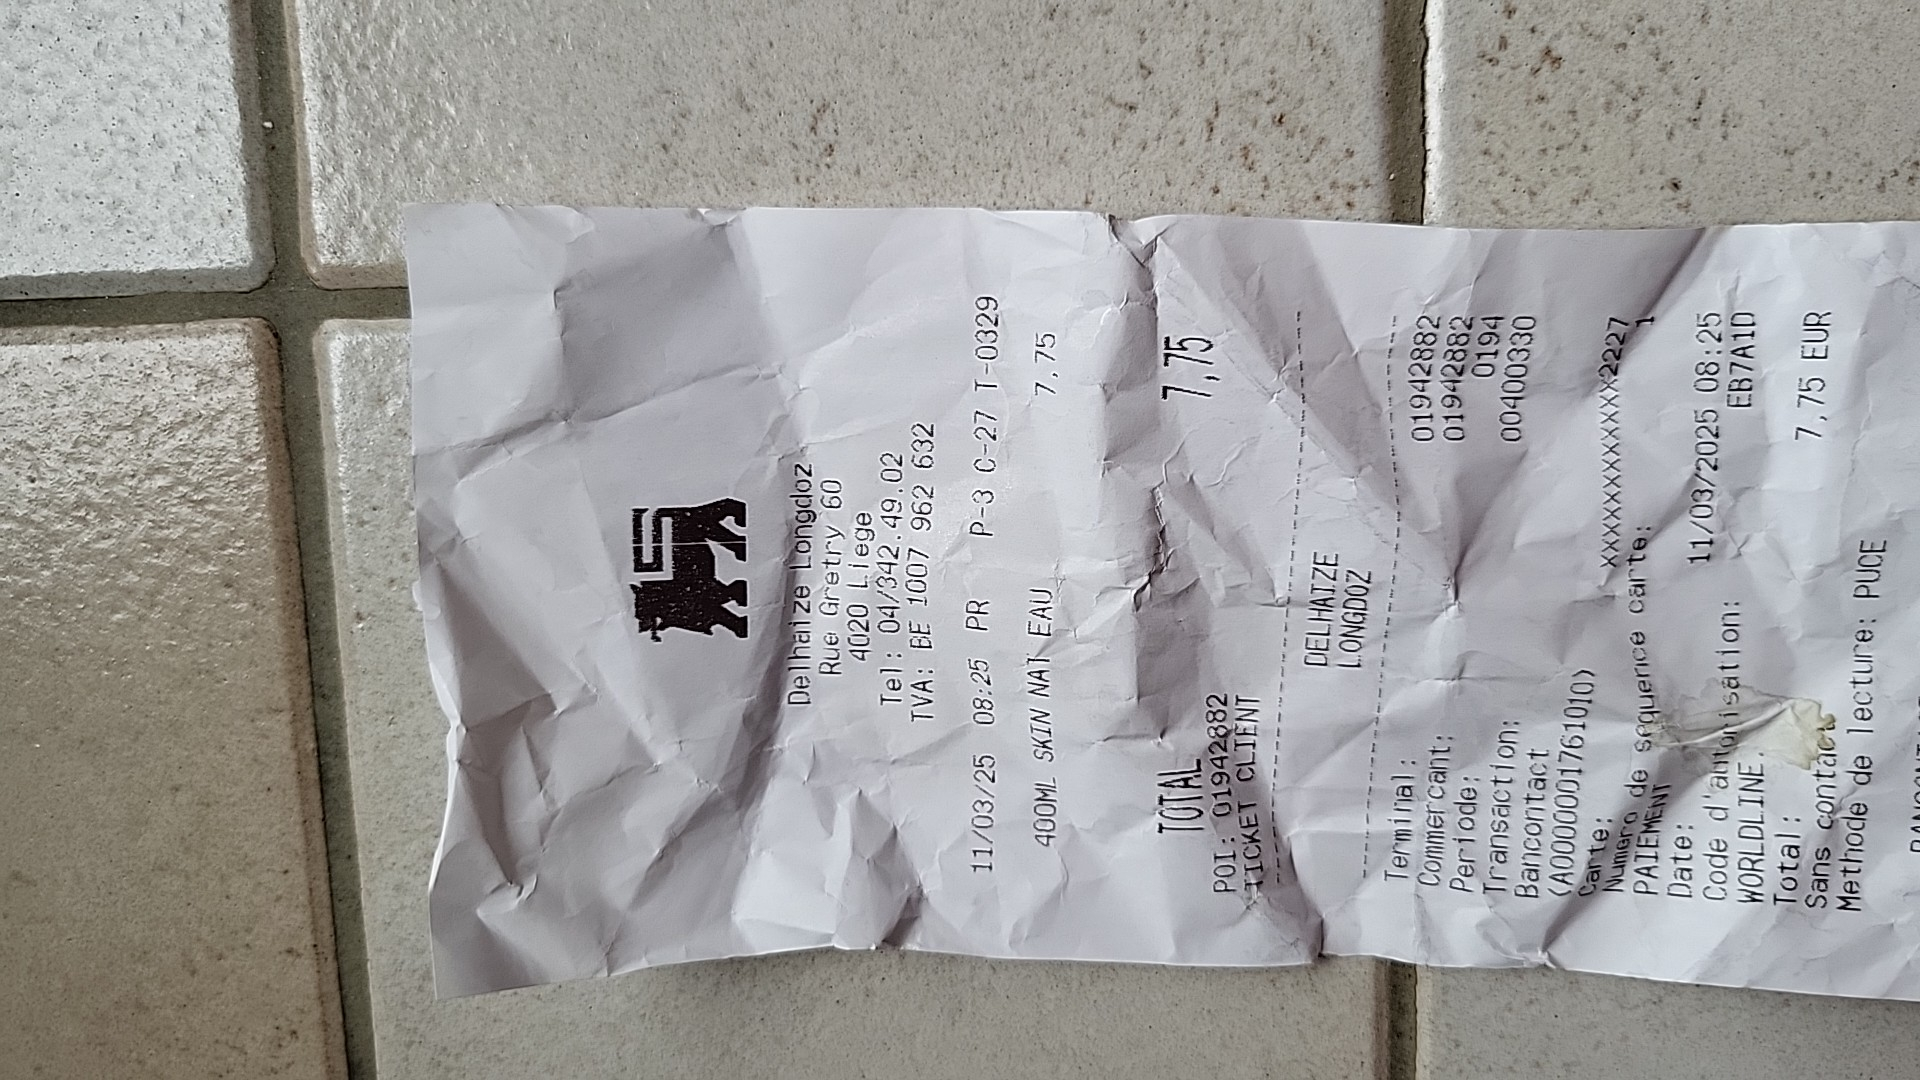 Delhaize Longdoz
Rue Gretry 60
4020 Liege
Tel: 04/342.49.02
TVA: BE 1007 962 632
11/03/25 08:25 PR P-3 C-27 T-0329
400ML SKIN NAT EAU 7,75
TOTAL 7,75
POI: 01942882
TICKET CLIENT
DELHAIZE
LONGDOZ
Terminal: 01942882
Commercant: 01942882
Periode: 0194
Transaction: 00400330
Bancontact
(A0000001761010)
Carte: xxxxxxxxxxxxxxx2227
Numero de sequence carte: 1
PAIEMENT
Date: 11/03/2025 08:25
Code d'autorisation: EB7A1D
WORLDLINE.
Total: 7,75 EUR
Sans contact
Methode de lecture: PUCE